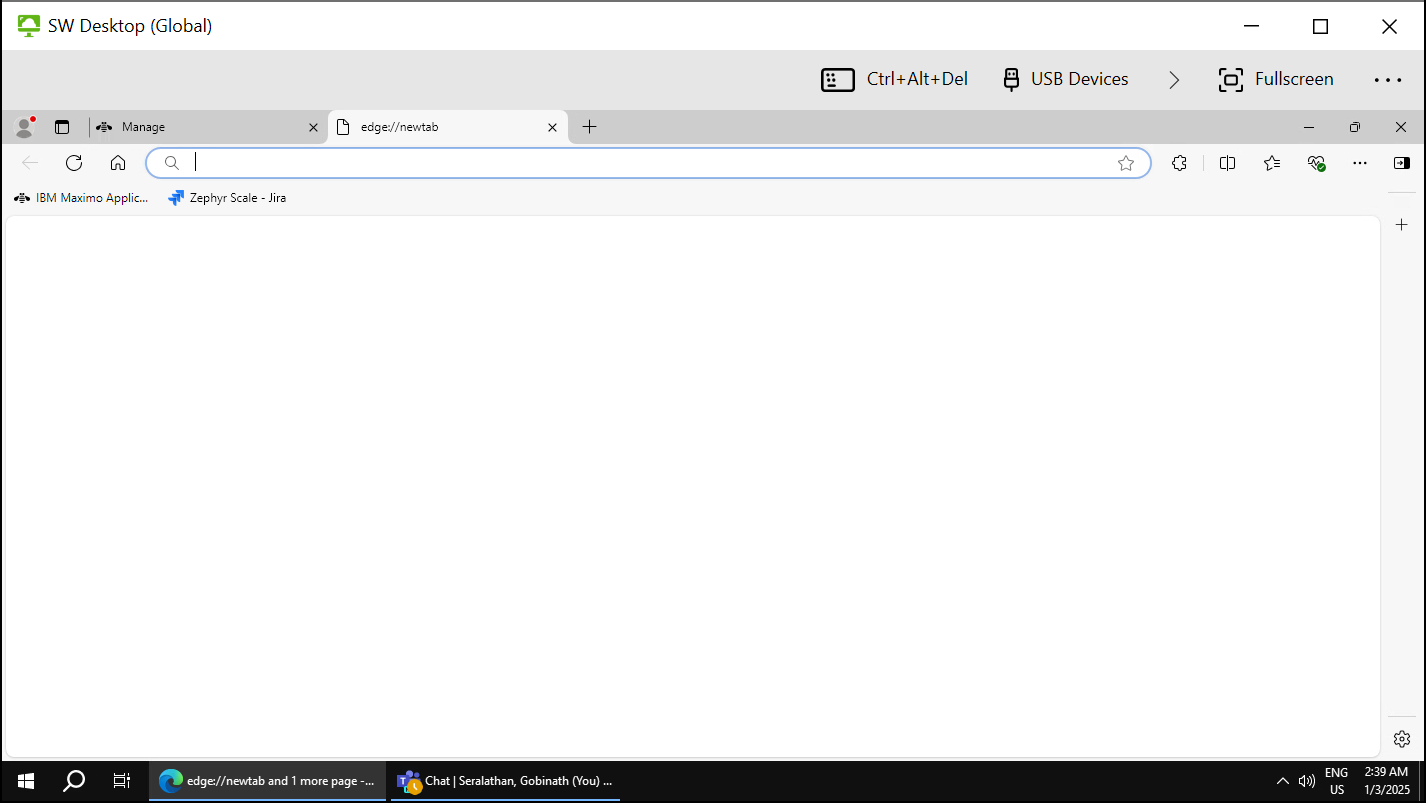 SW Desktop (Global)
Ctrl+Alt+Del
USB Devices
Fullscreen
Manage
edge://newtab
IBM Maximo Applic...
Zephyr Scale - Jira
edge://newtab and 1 more page -...
Chat | Seralathan, Gobinath (You) ...
ENG
US
2:39 AM
1/3/2025